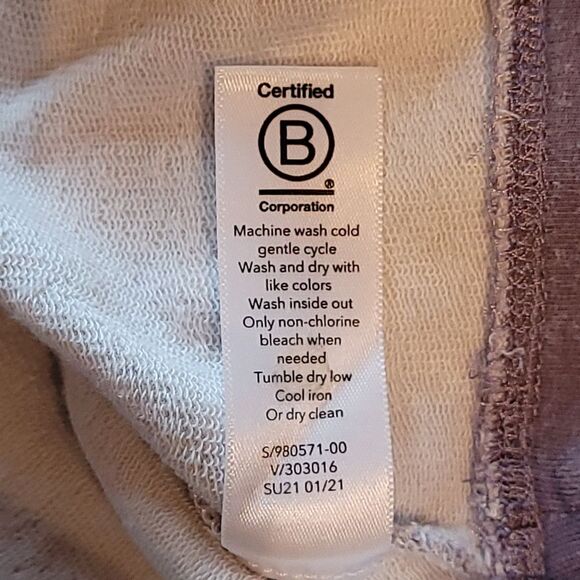 Certified
B
®
Corporation
Machine wash cold
gentle cycle
Wash and dry with
like colors
Wash inside out
Only non-chlorine
bleach when
needed
Tumble dry low
Cool iron
Or dry clean
S/980571-00
V/303016
SU21 01/21